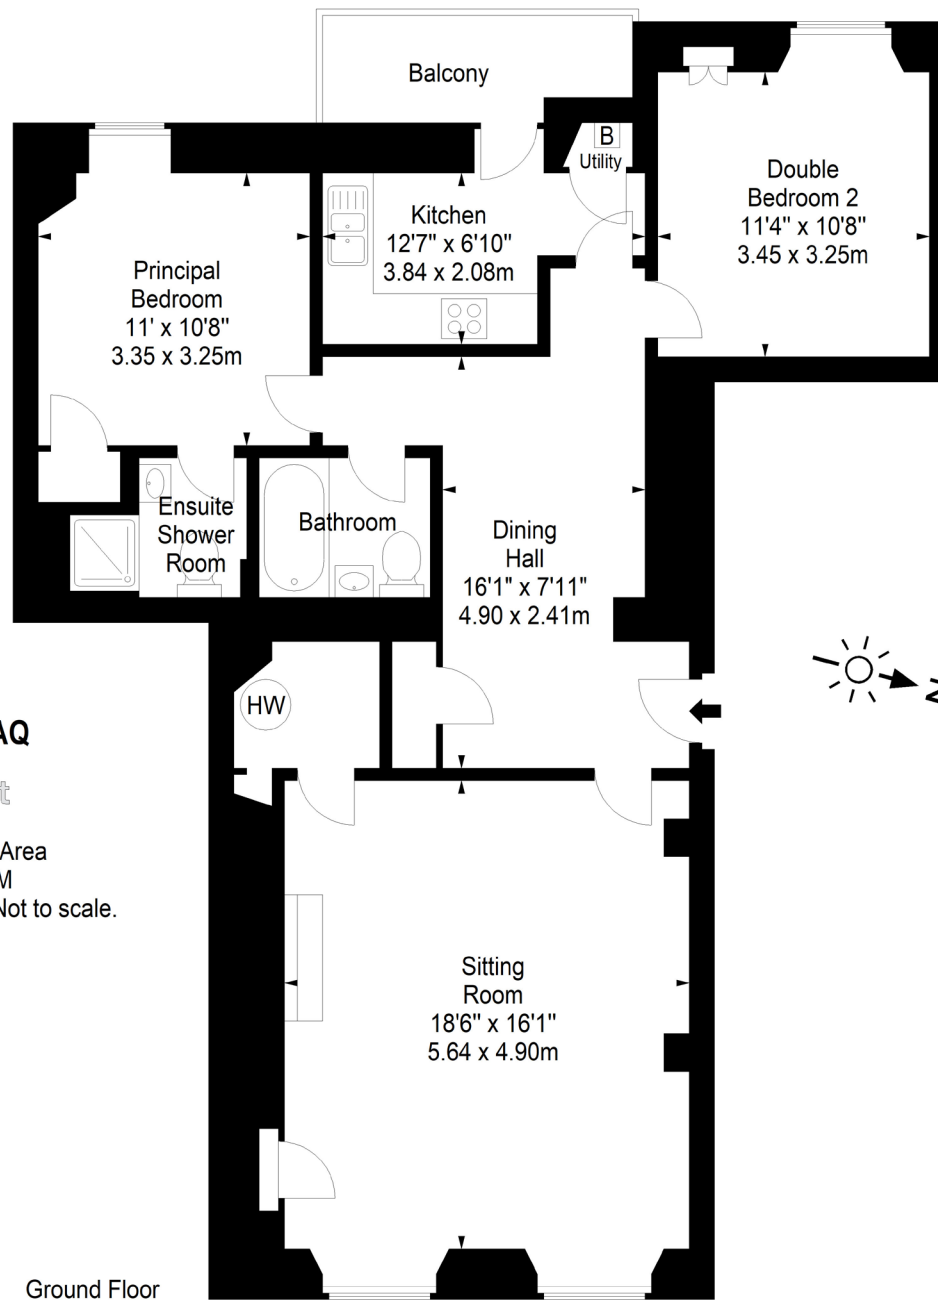 Balcony
B
Utility
Double
Bedroom 2
11'4" x 10'8"
3.45 x 3.25m
Kitchen
12'7" x 6'10"
3.84 x 2.08m
Principal
Bedroom
11' x 10'8"
3.35 x 3.25m
Ensuite
Shower
Room
Bathroom
Dining
Hall
16'1" x 7'11"
4.90 x 2.41m
HW
AQ
t
Area
M
Not to scale.
Sitting
Room
18'6" x 16'1"
5.64 x 4.90m
Ground Floor